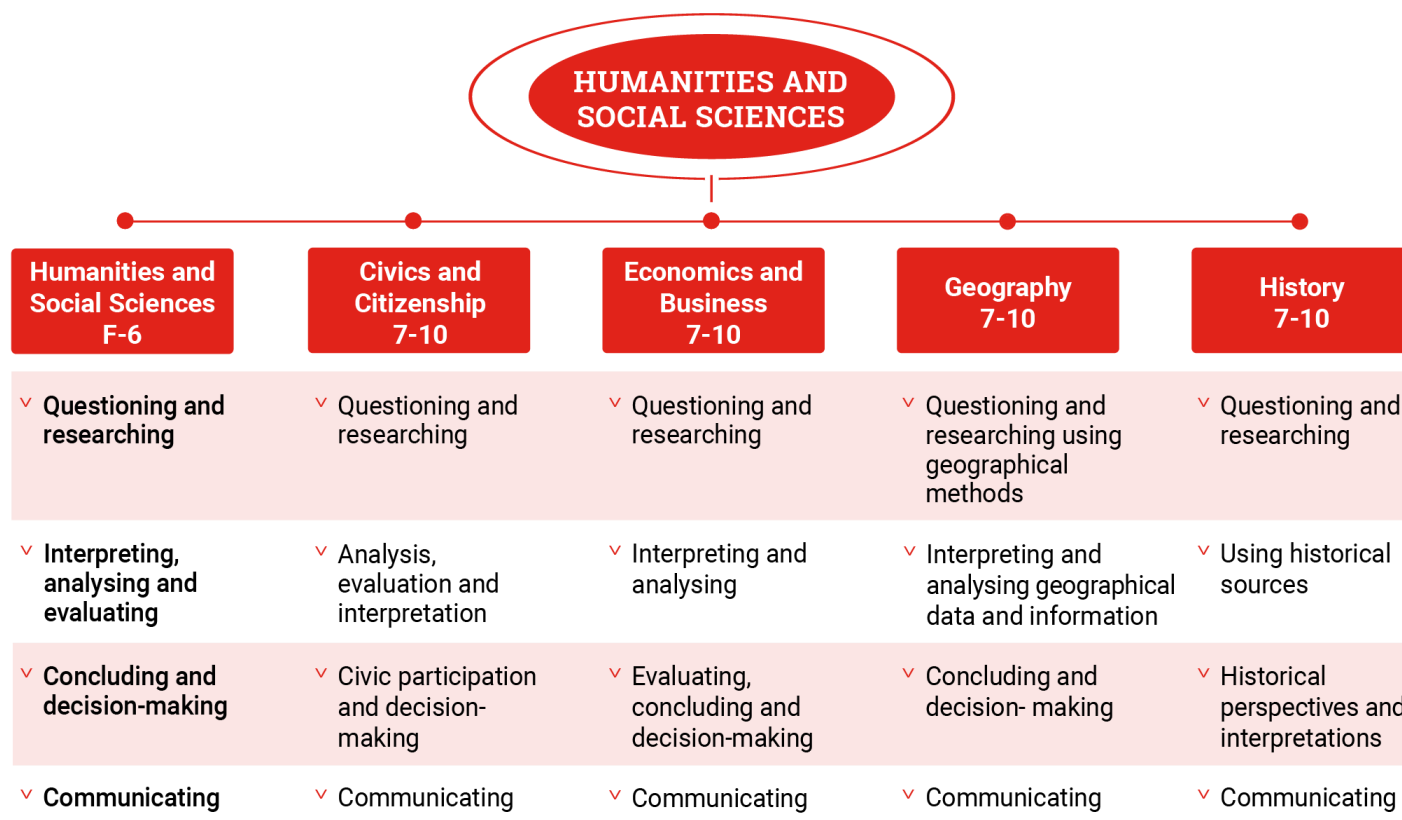 HUMANITIES AND
SOCIAL SCIENCES
Humanities and
Social Sciences
F-6
Civics and
Citizenship
7-10
Economics and
Business
7-10
Geography
7-10
History
7-10
Questioning and
researching
Questioning and
researching
Questioning and
researching
Questioning and
researching using
geographical
methods
Questioning and
researching
Interpreting,
analysing and
evaluating
Analysis,
evaluation and
interpretation
Interpreting and
analysing
Interpreting and
analysing geographical
data and information
Using historical
sources
Concluding and
decision-making
Civic participation
and decision-
making
Evaluating,
concluding and
decision-making
Concluding and
decision- making
Historical
perspectives and
interpretations
Communicating
Communicating
Communicating
Communicating
Communicating